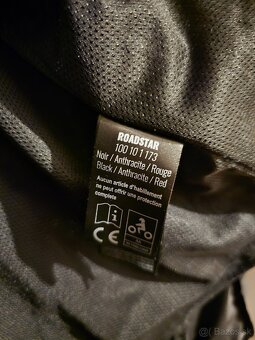 ROADSTAR
100 10 1 173
Noir / Anthracite / Rouge
Black / Anthracite / Red
Aucun article d'habillement
ne peut offrir une protection
complète
i
CE
Bazos.sk